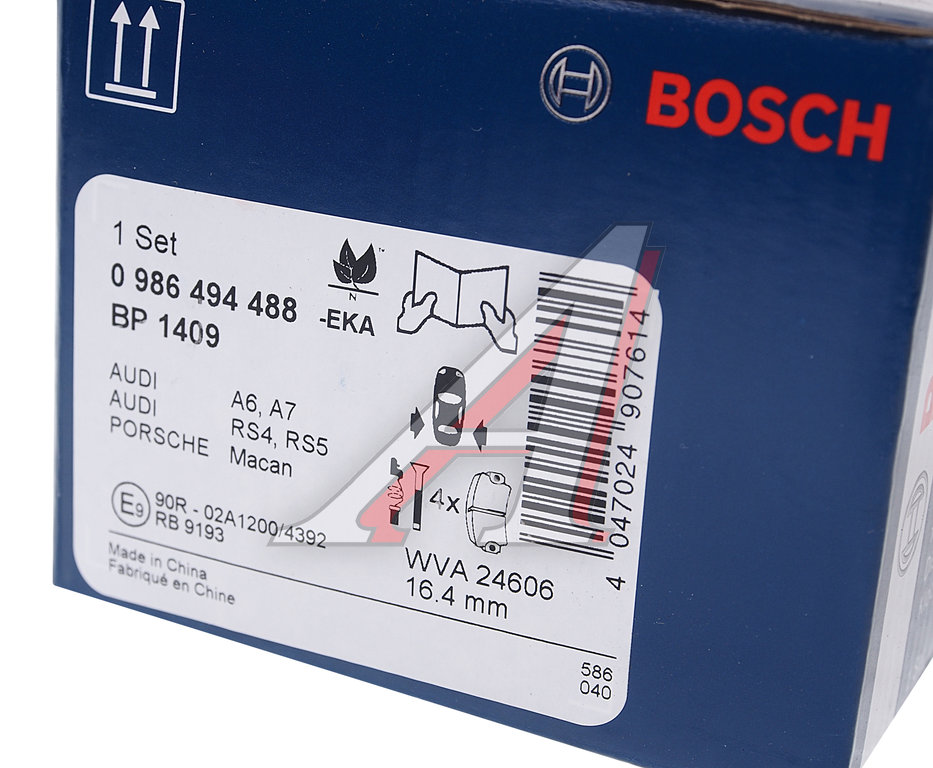 BOSCH
1 Set
0 986 494 488
-EKA
BP 1409
N
™
AUDI A6, A7
AUDI RS4, RS5
PORSCHE Macan
4x
E9
90R - 02A1200/4392
RB 9193
Made in China
Fabriqué en Chine
WVA 24606
16.4 mm
4 047024 907614
586
040